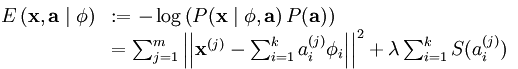 E (x, a | ϕ) := − log (P(x | ϕ, a) P(a))
= ∑_{j=1}^{m} || x^{(j)} − ∑_{i=1}^{k} a_i^{(j)} ϕ_i ||^2 + λ ∑_{i=1}^{k} S(a_i^{(j)})